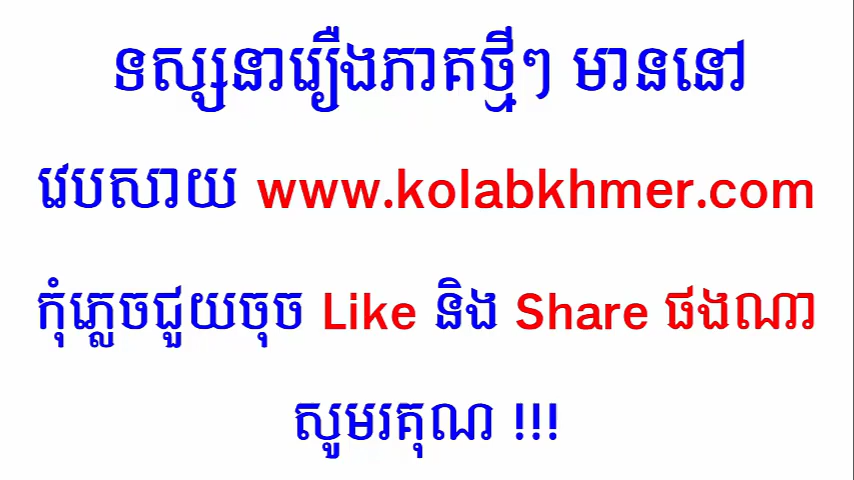 ទស្សនារឿងភាគថ្មីៗ មាននៅ
វេបសាយ www.kolabkhmer.com
កុំភ្លេចជួយចុច Like និង Share ផងណា
សូមរគុណ !!!